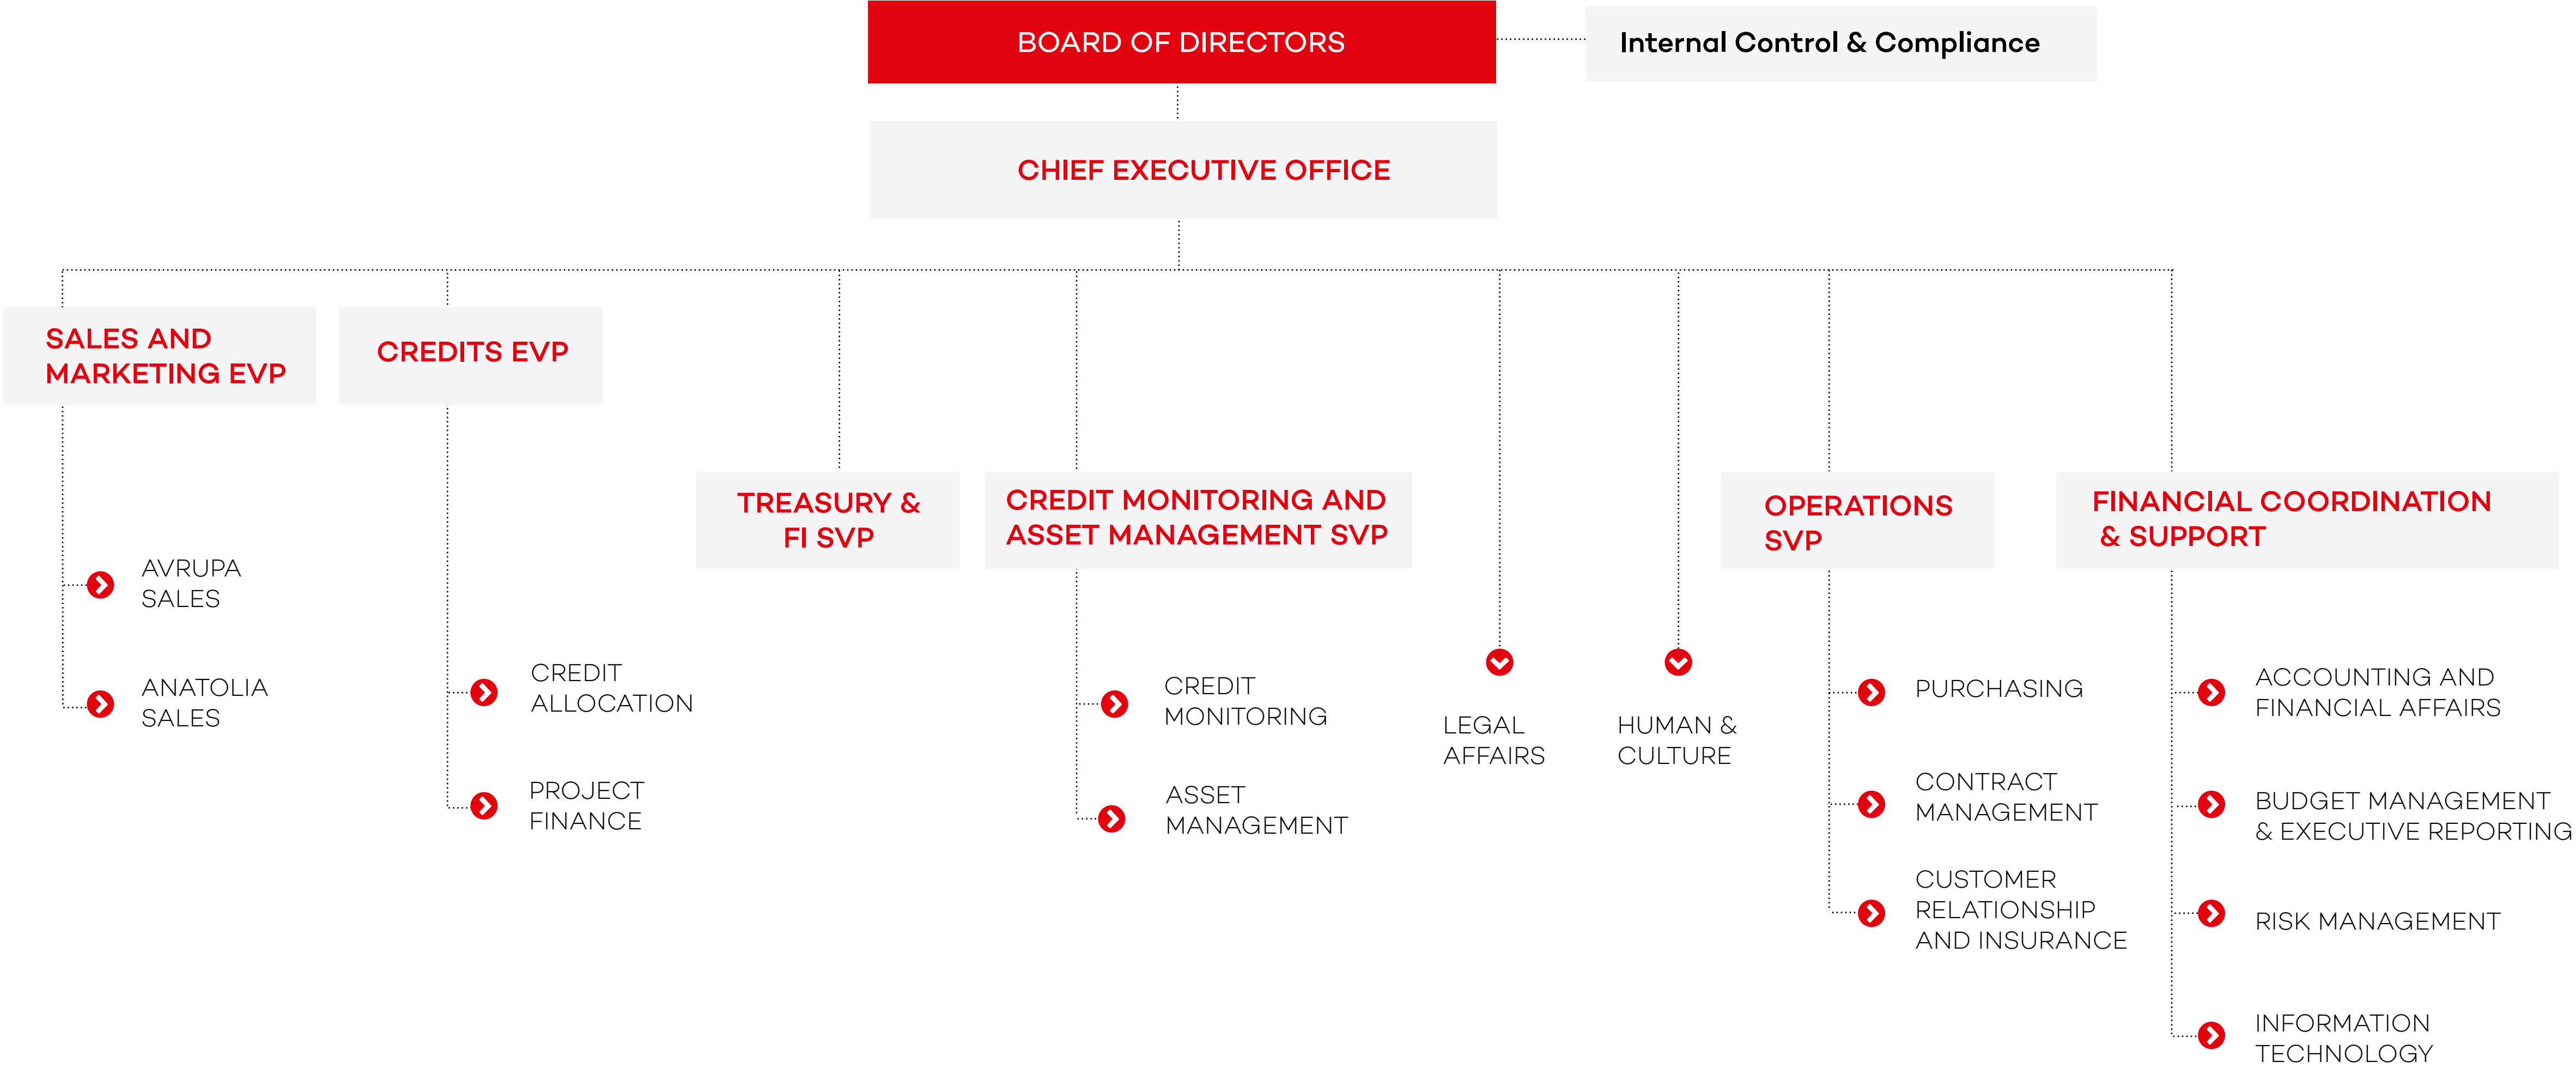 BOARD OF DIRECTORS
Internal Control & Compliance
CHIEF EXECUTIVE OFFICE
SALES AND
MARKETING EVP
AVRUPA
SALES
ANATOLIA
SALES
CREDITS EVP
CREDIT
ALLOCATION
PROJECT
FINANCE
TREASURY &
FI SVP
CREDIT MONITORING AND
ASSET MANAGEMENT SVP
CREDIT
MONITORING
ASSET
MANAGEMENT
LEGAL
AFFAIRS
HUMAN &
CULTURE
OPERATIONS
SVP
PURCHASING
CONTRACT
MANAGEMENT
CUSTOMER
RELATIONSHIP
AND INSURANCE
FINANCIAL COORDINATION
& SUPPORT
ACCOUNTING AND
FINANCIAL AFFAIRS
BUDGET MANAGEMENT
& EXECUTIVE REPORTING
RISK MANAGEMENT
INFORMATION
TECHNOLOGY